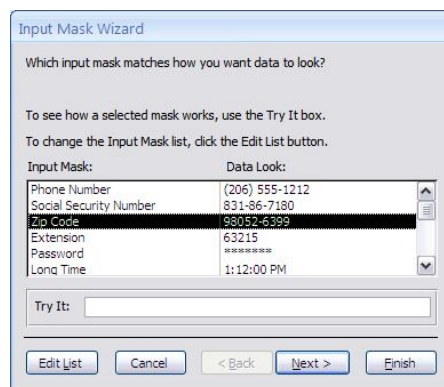 Input Mask Wizard
Which input mask matches how you want data to look?
To see how a selected mask works, use the Try It box.
To change the Input Mask list, click the Edit List button.
Input Mask: Data Look:
Phone Number (206) 555-1212
Social Security Number 831-86-7180
Zip Code 98052-6399
Extension 63215
Password *******
Long Time 1:12:00 PM
Try It:
Edit List Cancel < Back Next > Finish